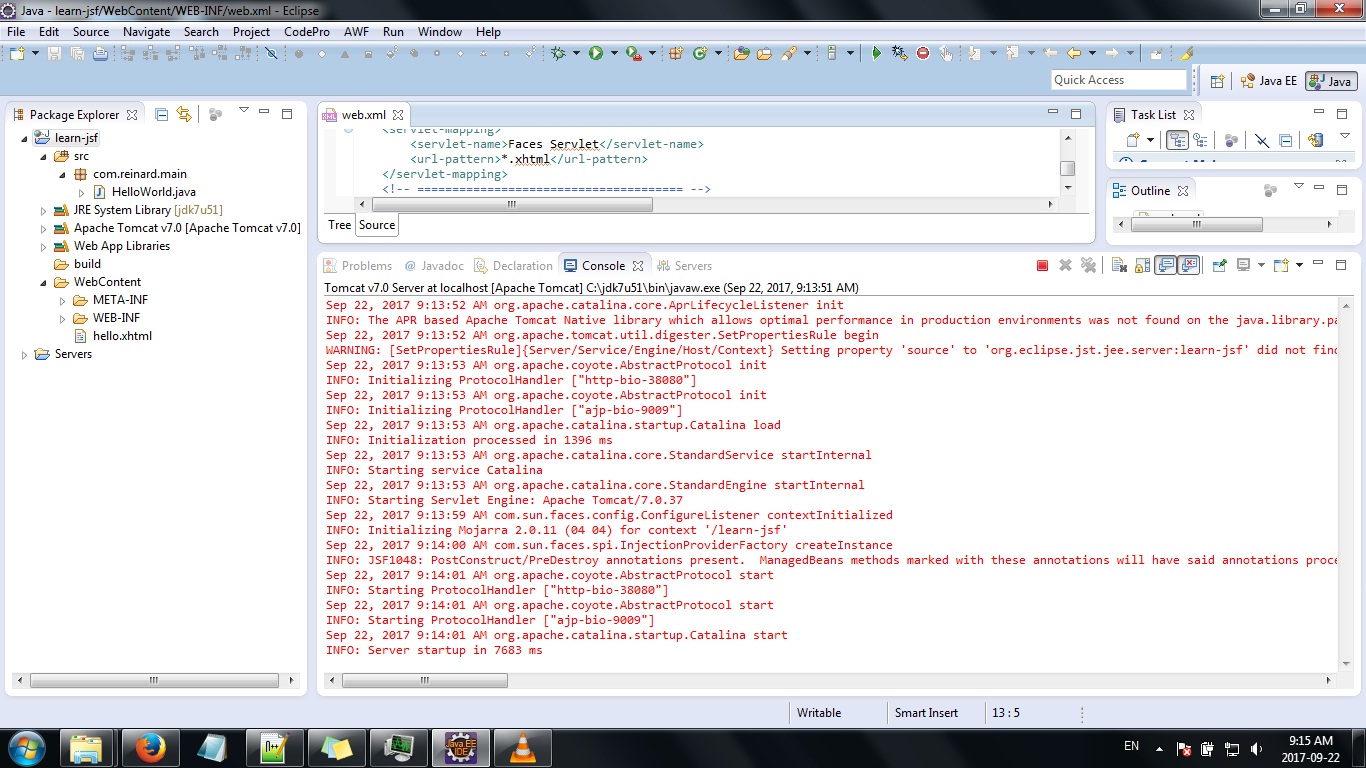 Java - learn-jsf/WebContent/WEB-INF/web.xml - Eclipse
File Edit Source Navigate Search Project CodePro AWF Run Window Help
Quick Access
Java EE
Java
Package Explorer
learn-jsf
src
com.reinard.main
HelloWorld.java
JRE System Library [jdk7u51]
Apache Tomcat v7.0 [Apache Tomcat v7.0]
Web App Libraries
build
WebContent
META-INF
WEB-INF
hello.xhtml
Servers
web.xml
<servlet-mapping>
<servlet-name>Faces Servlet</servlet-name>
<url-pattern>*.xhtml</url-pattern>
</servlet-mapping>
<!-- ====================================== -->
Tree Source
Task List
Outline
Problems @ Javadoc Declaration Console Servers
Tomcat v7.0 Server at localhost [Apache Tomcat] C:\jdk7u51\bin\javaw.exe (Sep 22, 2017, 9:13:51 AM)
Sep 22, 2017 9:13:52 AM org.apache.catalina.core.AprLifecycleListener init
INFO: The APR based Apache Tomcat Native library which allows optimal performance in production environments was not found on the java.library.pa
Sep 22, 2017 9:13:52 AM org.apache.tomcat.util.digester.SetPropertiesRule begin
WARNING: [SetPropertiesRule]{Server/Service/Engine/Host/Context} Setting property 'source' to 'org.eclipse.jst.jee.server:learn-jsf' did not find
Sep 22, 2017 9:13:53 AM org.apache.coyote.AbstractProtocol init
INFO: Initializing ProtocolHandler ["http-bio-38080"]
Sep 22, 2017 9:13:53 AM org.apache.coyote.AbstractProtocol init
INFO: Initializing ProtocolHandler ["ajp-bio-9009"]
Sep 22, 2017 9:13:53 AM org.apache.catalina.startup.Catalina load
INFO: Initialization processed in 1396 ms
Sep 22, 2017 9:13:53 AM org.apache.catalina.core.StandardService startInternal
INFO: Starting service Catalina
Sep 22, 2017 9:13:53 AM org.apache.catalina.core.StandardEngine startInternal
INFO: Starting Servlet Engine: Apache Tomcat/7.0.37
Sep 22, 2017 9:13:59 AM com.sun.faces.config.ConfigureListener contextInitialized
INFO: Initializing Mojarra 2.0.11 (04 04) for context '/learn-jsf'
Sep 22, 2017 9:14:00 AM com.sun.faces.spi.InjectionProviderFactory createInstance
INFO: JSF1048: PostConstruct/PreDestroy annotations present.  ManagedBeans methods marked with these annotations will have said annotations proce
Sep 22, 2017 9:14:01 AM org.apache.coyote.AbstractProtocol start
INFO: Starting ProtocolHandler ["http-bio-38080"]
Sep 22, 2017 9:14:01 AM org.apache.coyote.AbstractProtocol start
INFO: Starting ProtocolHandler ["ajp-bio-9009"]
Sep 22, 2017 9:14:01 AM org.apache.catalina.startup.Catalina start
INFO: Server startup in 7683 ms
Writable
Smart Insert
13 : 5
Java EE
IDE
EN
9:15 AM
2017-09-22